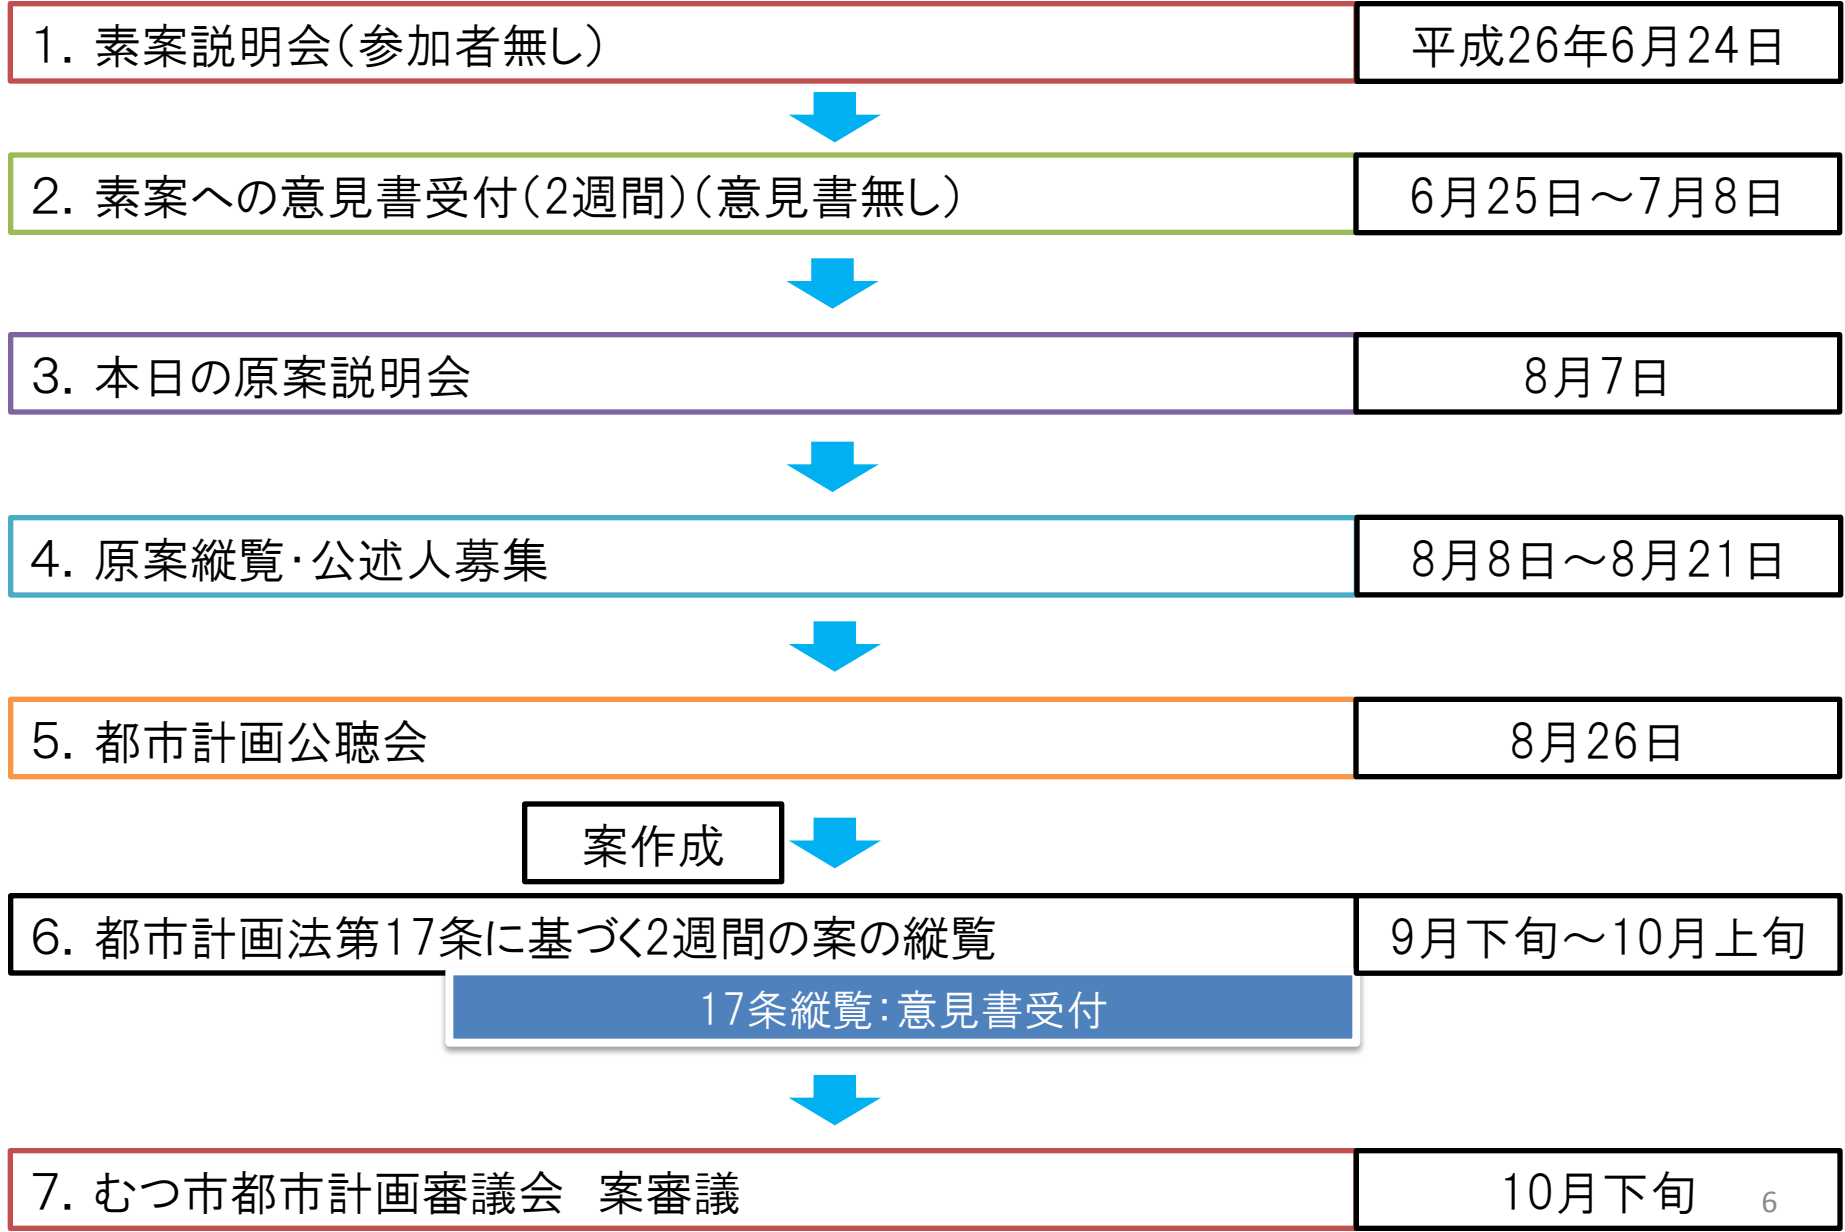 1. 素案説明会(参加者無し)
平成26年6月24日
2. 素案への意見書受付(2週間)(意見書無し)
6月25日～7月8日
3. 本日の原案説明会
8月7日
4. 原案縦覧・公述人募集
8月8日～8月21日
5. 都市計画公聴会
8月26日
案作成
6. 都市計画法第17条に基づく2週間の案の縦覧
9月下旬～10月上旬
17条縦覧:意見書受付
7. むつ市都市計画審議会　案審議
10月下旬
6